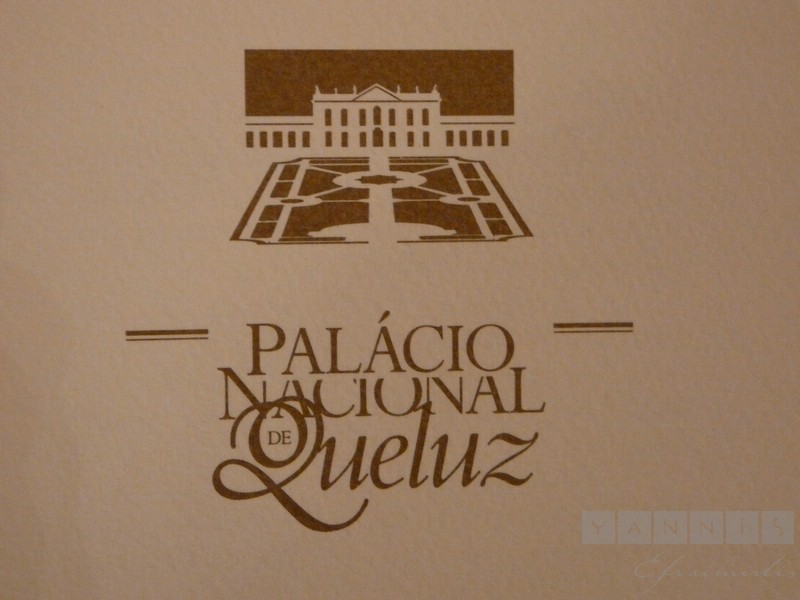 PALÁCIO
NACIONAL
DE
Queluz
YANNIS